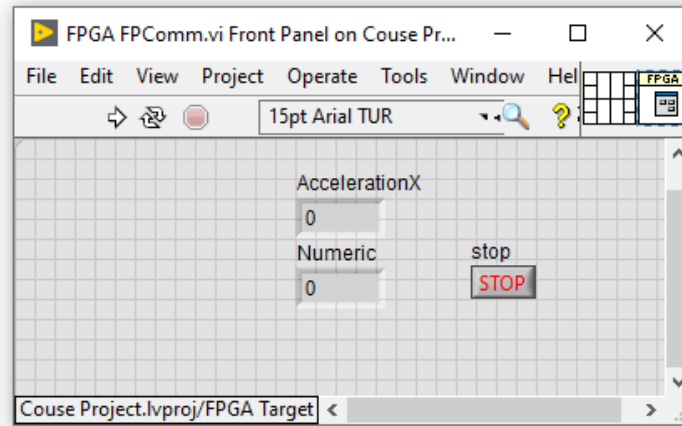 FPGA FPComm.vi Front Panel on Couse Pr...
File Edit View Project Operate Tools Window Hel
FPGA
15pt Arial TUR
?
AccelerationX
0
Numeric
0
stop
STOP
Couse Project.lvproj/FPGA Target